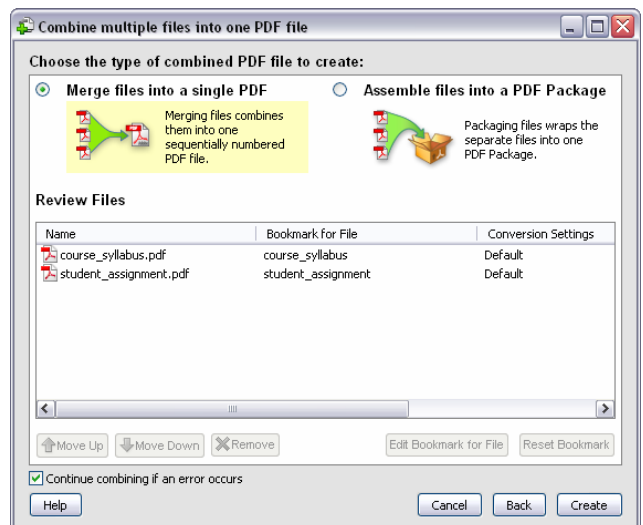 Combine multiple files into one PDF file
Choose the type of combined PDF file to create:
Merge files into a single PDF
Assemble files into a PDF Package
Merging files combines
them into one
sequentially numbered
PDF file.
Packaging files wraps the
separate files into one
PDF Package.
Review Files
Name Bookmark for File Conversion Settings
course_syllabus.pdf course_syllabus Default
student_assignment.pdf student_assignment Default
Move Up Move Down Remove Edit Bookmark for File Reset Bookmark
Continue combining if an error occurs
Help Cancel Back Create